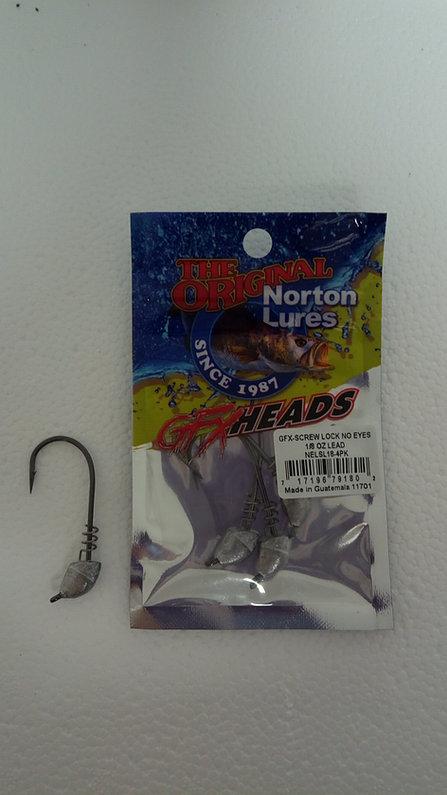 THE
ORIGINAL
Norton
Lures
SINCE 1987
GFX HEADS
GFX-SCREW LOCK NO EYES
1/8 OZ LEAD
NELSL18-4PK
7 17196 79180 2
Made in Guatemala 11701